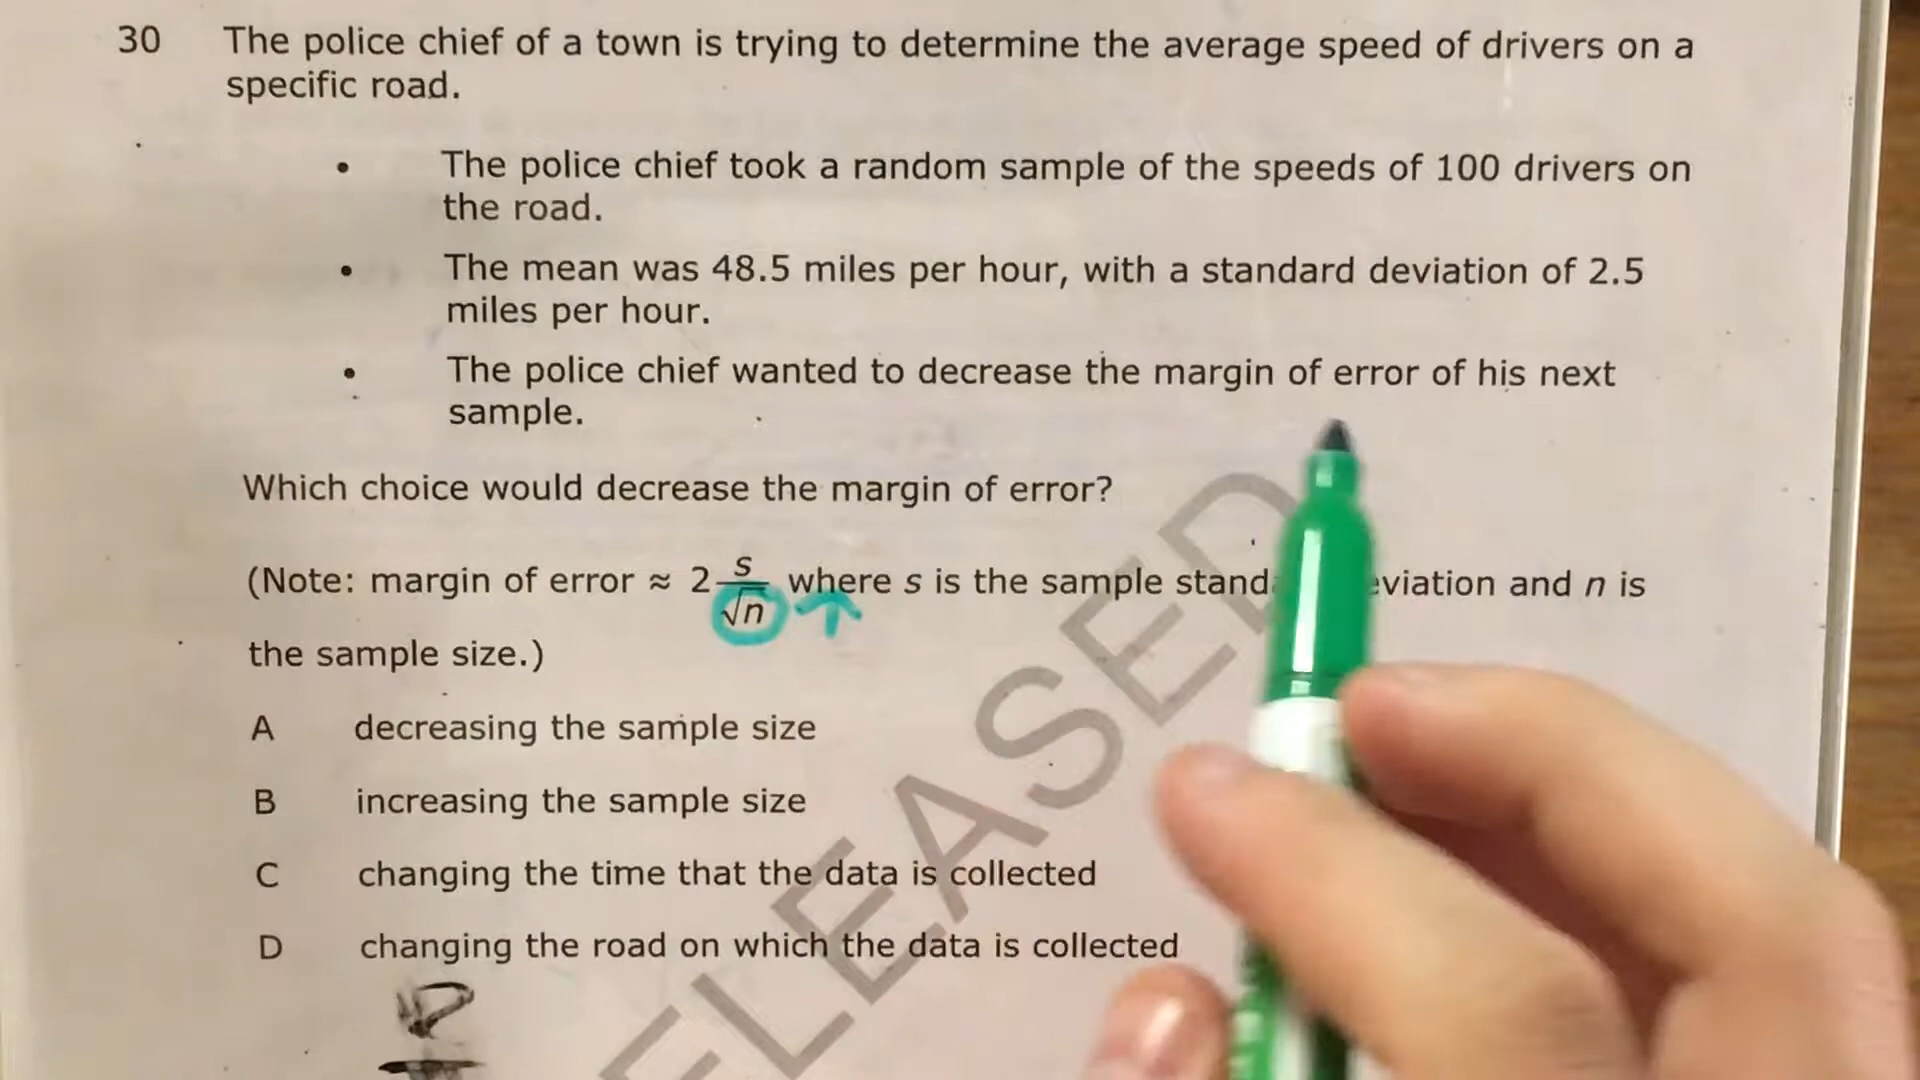 30 The police chief of a town is trying to determine the average speed of drivers on a
specific road.
• The police chief took a random sample of the speeds of 100 drivers on
the road.
• The mean was 48.5 miles per hour, with a standard deviation of 2.5
miles per hour.
• The police chief wanted to decrease the margin of error of his next
sample.
Which choice would decrease the margin of error?
(Note: margin of error ≈ 2 s/√n where s is the sample stand eviation and n is
the sample size.)
A decreasing the sample size
B increasing the sample size
C changing the time that the data is collected
D changing the road on which the data is collected
ELEASED